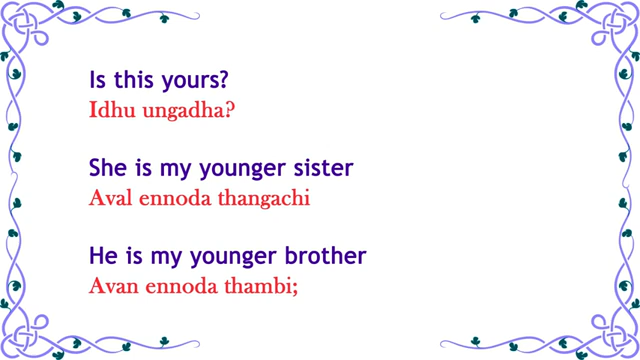 Is this yours?
Idhu ungadha?
She is my younger sister
Aval ennoda thangachi
He is my younger brother
Avan ennoda thambi;